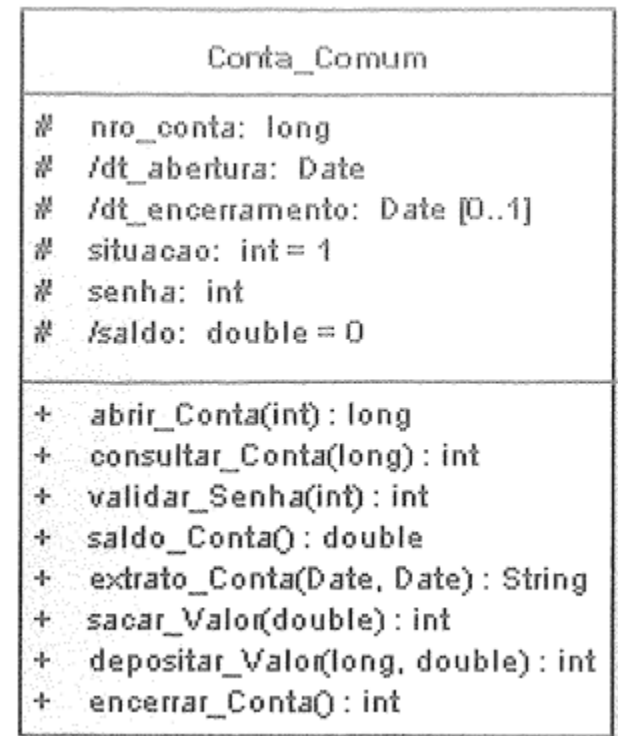 Conta_Comum
# nro_conta: long
# /dt_abertura: Date
# /dt_encerramento: Date [0..1]
# situacao: int = 1
# senha: int
# /saldo: double = 0
+ abrir_Conta(int) : long
+ consultar_Conta(long) : int
+ validar_Senha(int) : int
+ saldo_Conta() : double
+ extrato_Conta(Date, Date) : String
+ sacar_Valor(double) : int
+ depositar_Valor(long, double) : int
+ encerrar_Conta() : int